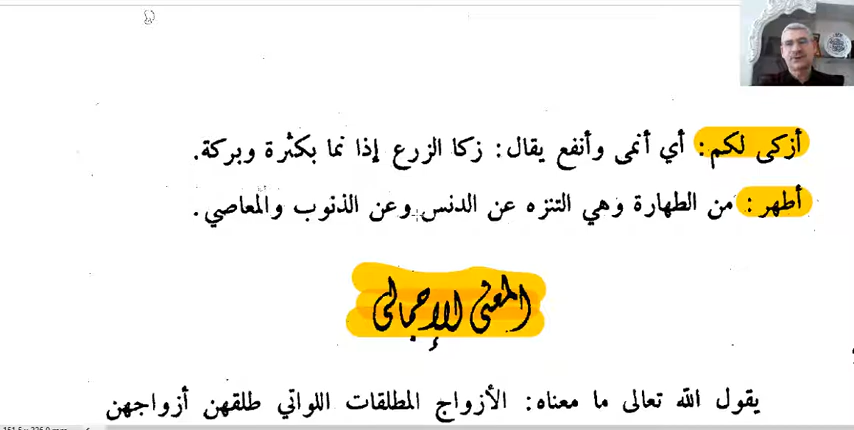 أزكى لكم : أي أنمى وأنفع يقال : زكا الزرع إذا نما بكثرة وبركة .
أطهر : من الطهارة وهي التنزه عن الدنس وعن الذنوب والمعاصي .
المعنى الإجمالي
يقول الله تعالى ما معناه : الأزواج المطلقات اللواتي طلقهن أزواجهن